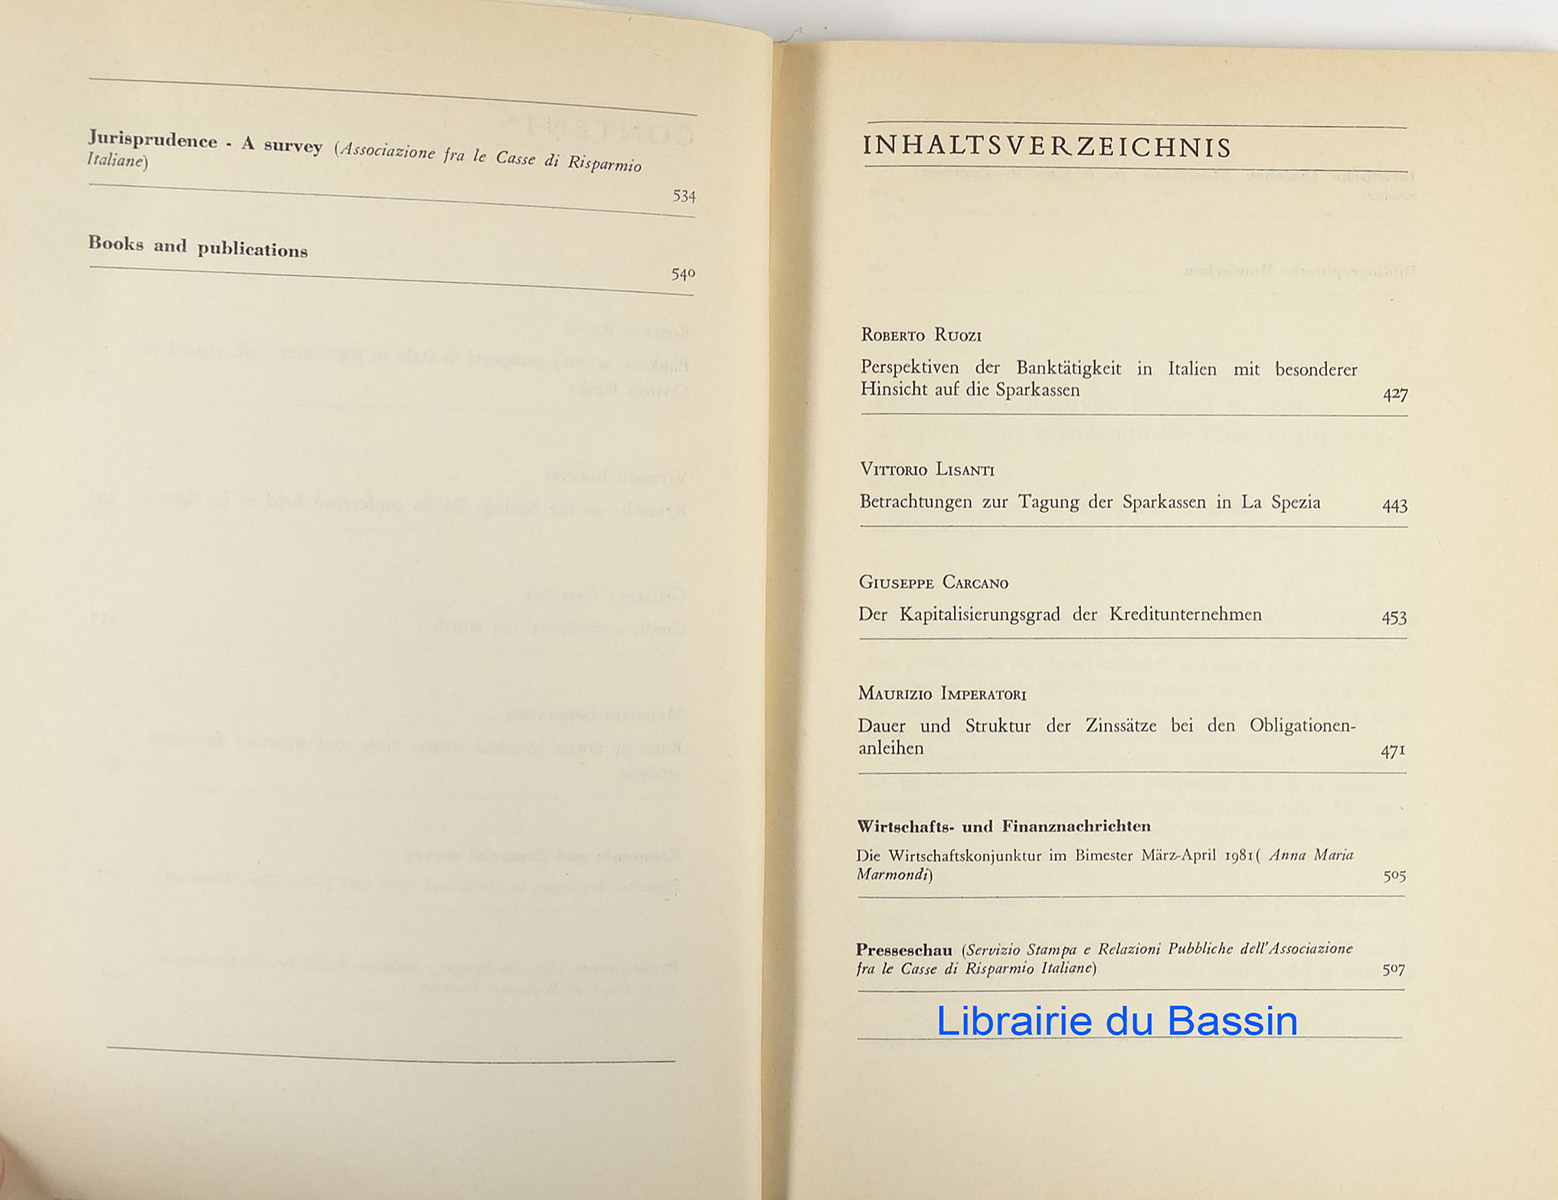 Jurisprudence - A survey (Associazione fra le Casse di Risparmio
Italiane)
534
Books and publications
540
INHALTSVERZEICHNIS
Roberto Ruozi
Perspektiven der Banktätigkeit in Italien mit besonderer
Hinsicht auf die Sparkassen 427
Vittorio Lisanti
Betrachtungen zur Tagung der Sparkassen in La Spezia 443
Giuseppe Carcano
Der Kapitalisierungsgrad der Kreditunternehmen 453
Maurizio Imperatori
Dauer und Struktur der Zinssätze bei den Obligationen-
anleihen 471
Wirtschafts- und Finanznachrichten
Die Wirtschaftskonjunktur im Bimester März-April 1981( Anna Maria
Marmondi) 505
Presseschau (Servizio Stampa e Relazioni Pubbliche dell'Associazione
fra le Casse di Risparmio Italiane) 507
Librairie du Bassin